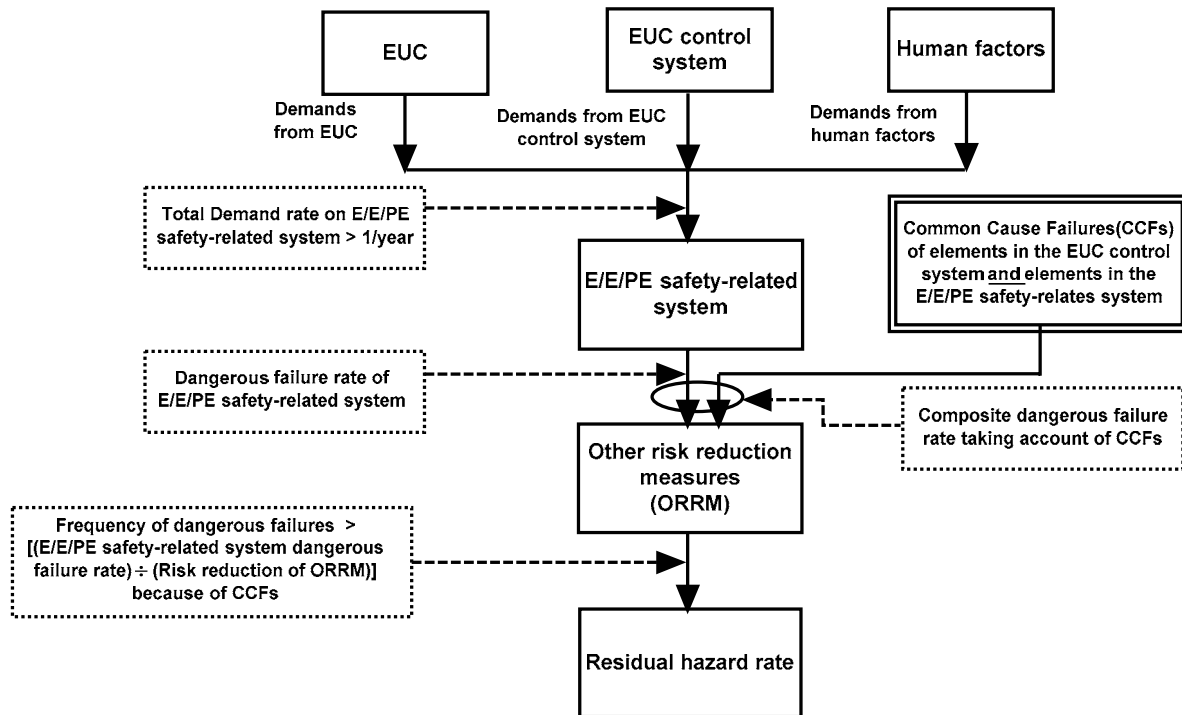 EUC
EUC control
system
Human factors
Demands
from EUC
Demands from EUC
control system
Demands from
human factors
Total Demand rate on E/E/PE
safety-related system > 1/year
Common Cause Failures(CCFs)
of elements in the EUC control
system and elements in the
E/E/PE safety-relates system
E/E/PE safety-related
system
Dangerous failure rate of
E/E/PE safety-related system
Composite dangerous failure
rate taking account of CCFs
Other risk reduction
measures
(ORRM)
Frequency of dangerous failures >
[(E/E/PE safety-related system dangerous
failure rate) ÷ (Risk reduction of ORRM)]
because of CCFs
Residual hazard rate